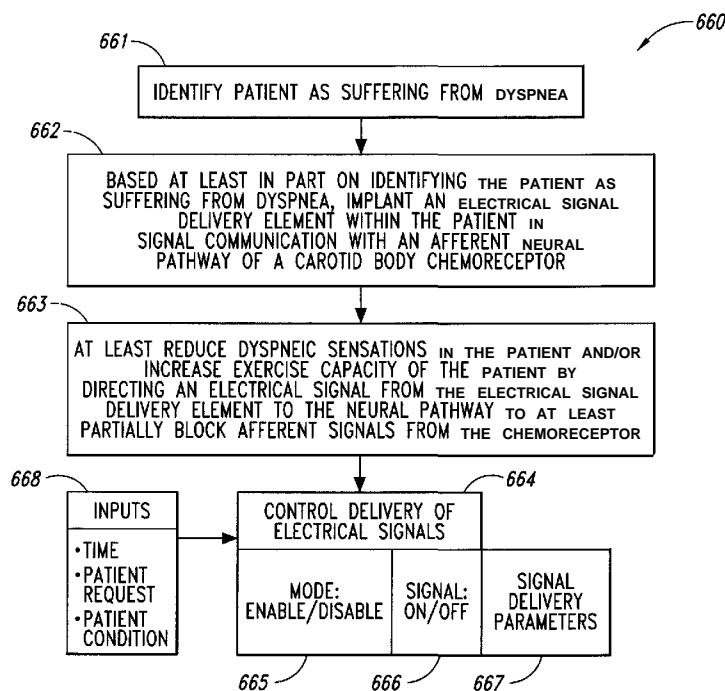 660
661
IDENTIFY PATIENT AS SUFFERING FROM DYSPNEA
662
BASED AT LEAST IN PART ON IDENTIFYING THE PATIENT AS
SUFFERING FROM DYSPNEA, IMPLANT AN ELECTRICAL SIGNAL
DELIVERY ELEMENT WITHIN THE PATIENT IN
SIGNAL COMMUNICATION WITH AN AFFERENT NEURAL
PATHWAY OF A CAROTID BODY CHEMORECEPTOR
663
AT LEAST REDUCE DYSPNEIC SENSATIONS IN THE PATIENT AND/OR
INCREASE EXERCISE CAPACITY OF THE PATIENT BY
DIRECTING AN ELECTRICAL SIGNAL FROM THE ELECTRICAL SIGNAL
DELIVERY ELEMENT TO THE NEURAL PATHWAY TO AT LEAST
PARTIALLY BLOCK AFFERENT SIGNALS FROM THE CHEMORECEPTOR
668
INPUTS
•TIME
•PATIENT
REQUEST
•PATIENT
CONDITION
664
CONTROL DELIVERY OF
ELECTRICAL SIGNALS
MODE:
ENABLE/DISABLE
SIGNAL:
ON/OFF
SIGNAL
DELIVERY
PARAMETERS
665
666
667